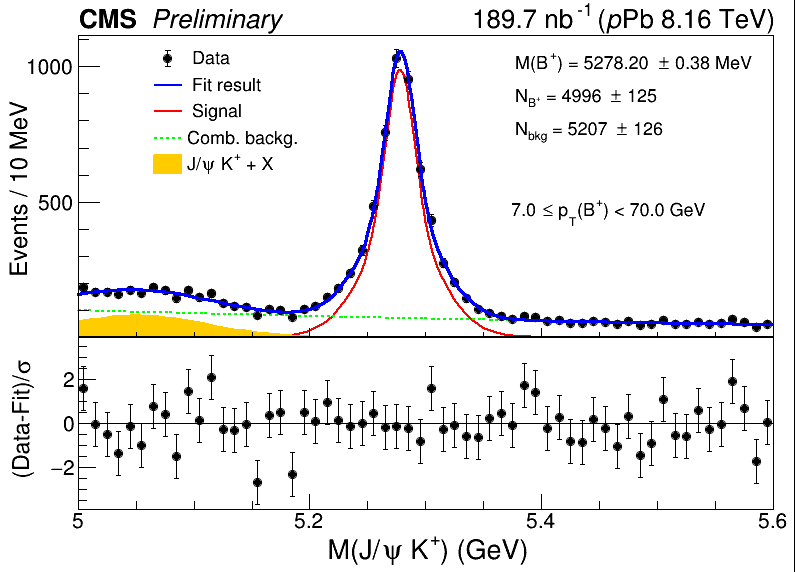 CMS Preliminary 189.7 nb⁻¹ (pPb 8.16 TeV)
1000
500
Events / 10 MeV
Data
Fit result
Signal
Comb. backg.
J/ψ K⁺ + X
M(B⁺) = 5278.20 ± 0.38 MeV
N_B⁺ = 4996 ± 125
N_bkg = 5207 ± 126
7.0 ≤ p_T(B⁺) < 70.0 GeV
2
0
−2
(Data-Fit)/σ
5 5.2 5.4 5.6
M(J/ψ K⁺) (GeV)